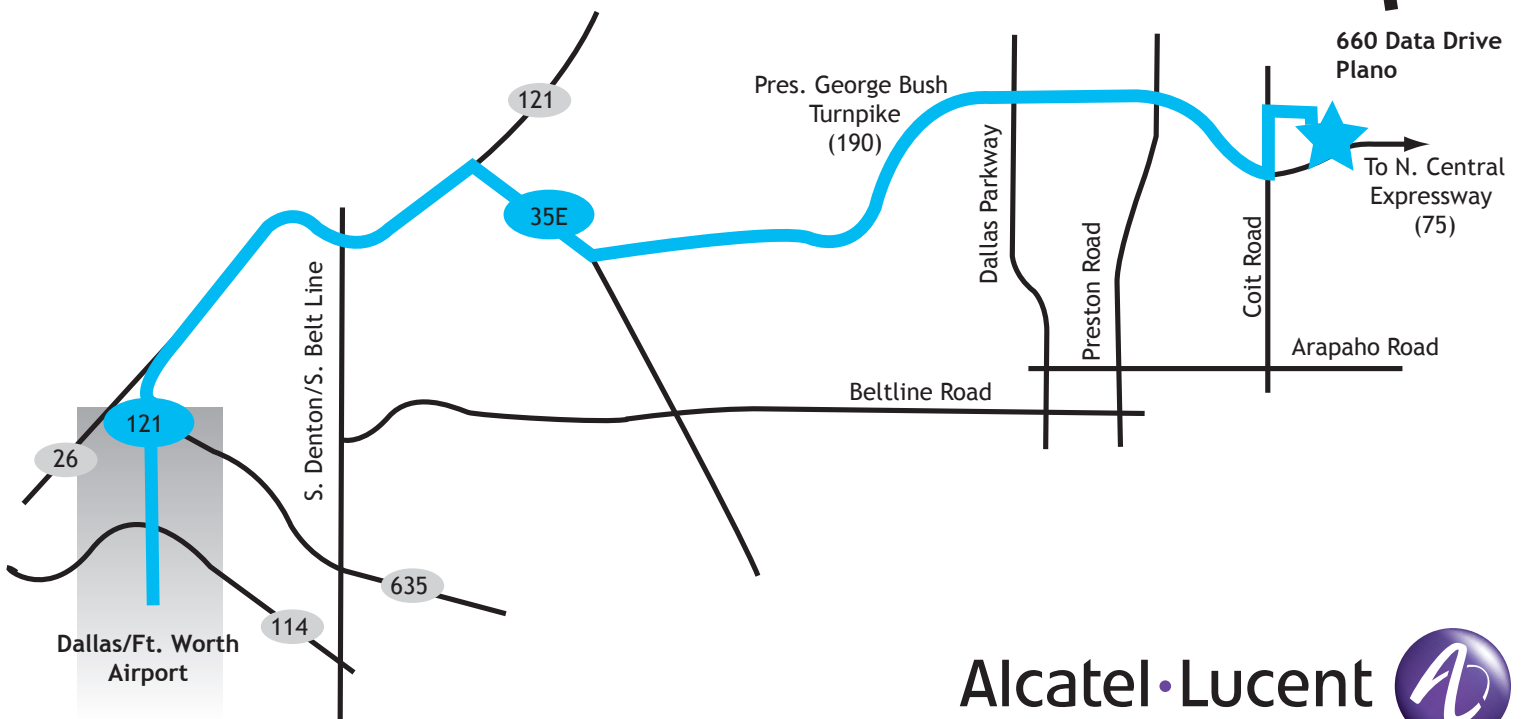 660 Data Drive
Plano
121
Pres. George Bush
Turnpike
(190)
To N. Central
Expressway
(75)
35E
Dallas Parkway
Preston Road
Coit Road
S. Denton/S. Belt Line
Arapaho Road
Beltline Road
121
26
635
114
Dallas/Ft. Worth
Airport
Alcatel·Lucent